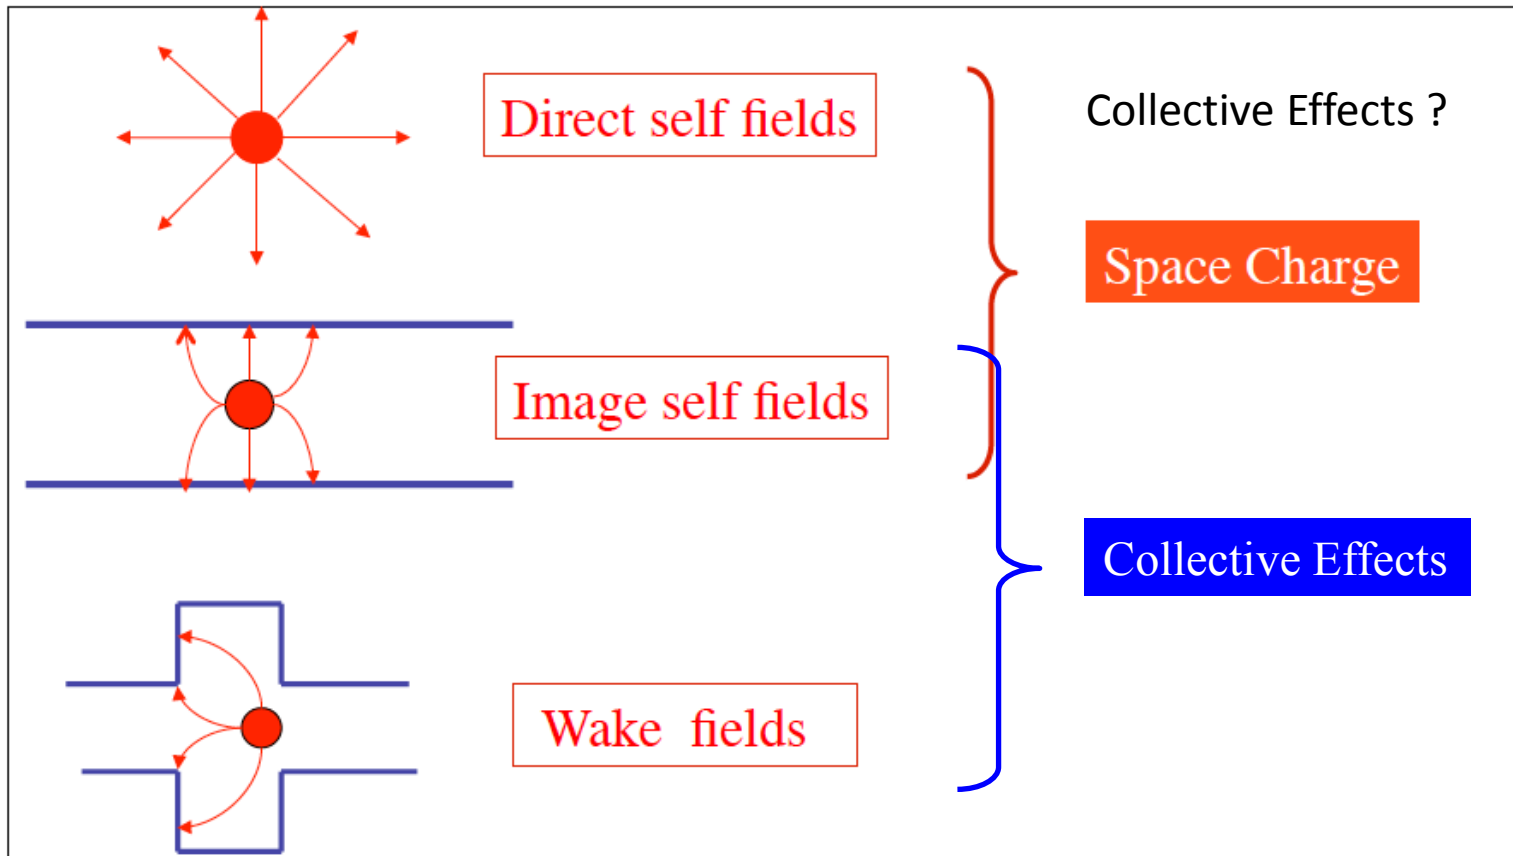 Direct self fields
Collective Effects ?
Space Charge
Image self fields
Collective Effects
Wake fields